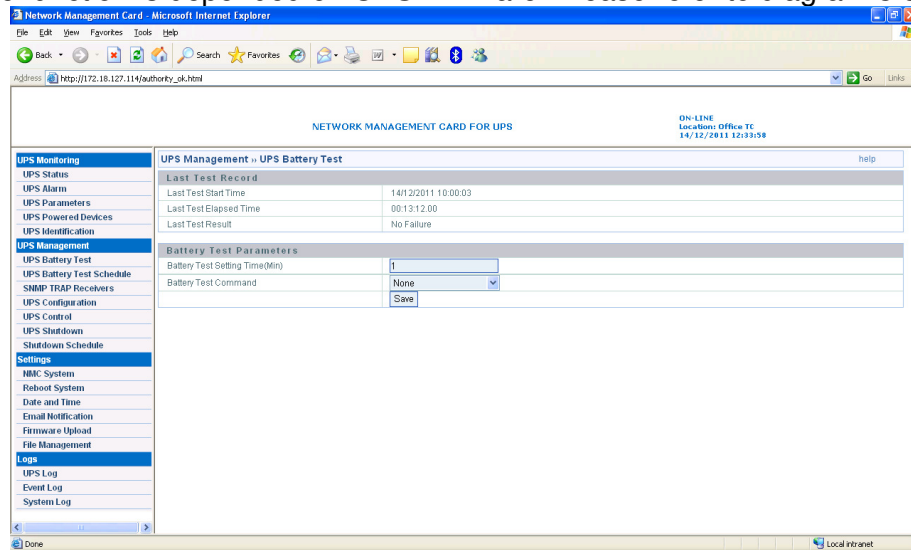 Network Management Card - Microsoft Internet Explorer
File Edit View Favorites Tools Help
Back Search Favorites
Address http://172.18.127.114/authority_ok.html Go Links
NETWORK MANAGEMENT CARD FOR UPS
ON-LINE
Location: Office TC
14/12/2011 12:33:58
UPS Monitoring
UPS Status
UPS Alarm
UPS Parameters
UPS Powered Devices
UPS Identification
UPS Management
UPS Battery Test
UPS Battery Test Schedule
SNMP TRAP Receivers
UPS Configuration
UPS Control
UPS Shutdown
Shutdown Schedule
Settings
NMC System
Reboot System
Date and Time
Email Notification
Firmware Upload
File Management
Logs
UPS Log
Event Log
System Log
UPS Management » UPS Battery Test help
Last Test Record
Last Test Start Time 14/12/2011 10:00:03
Last Test Elapsed Time 00:13:12.00
Last Test Result No Failure
Battery Test Parameters
Battery Test Setting Time(Min) 1
Battery Test Command None
Save
Done Local intranet